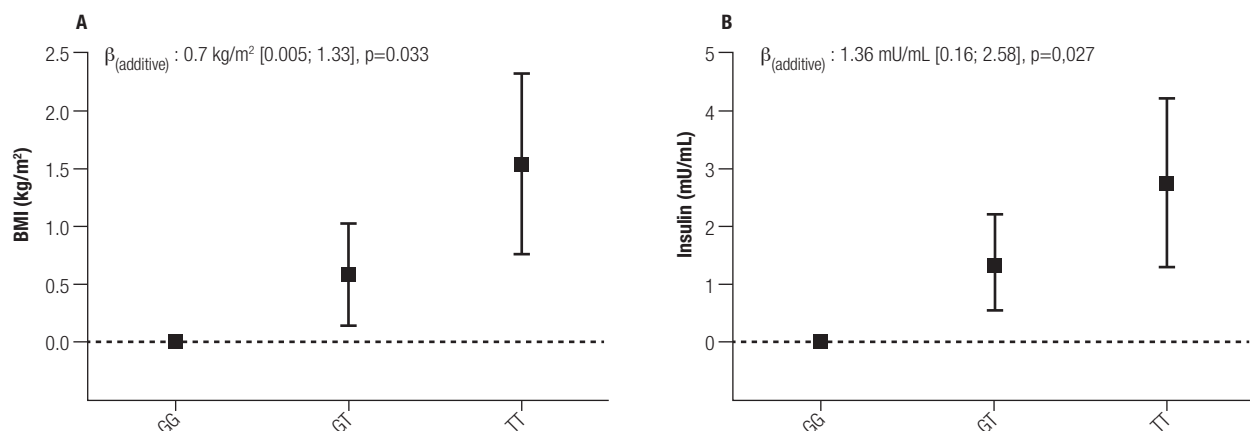 A
β(additive) : 0.7 kg/m² [0.005; 1.33], p=0.033
BMI (kg/m²)
2.5
2.0
1.5
1.0
0.5
0.0
GG
GT
TT
B
β(additive) : 1.36 mU/mL [0.16; 2.58], p=0,027
Insulin (mU/mL)
5
4
3
2
1
0
GG
GT
TT